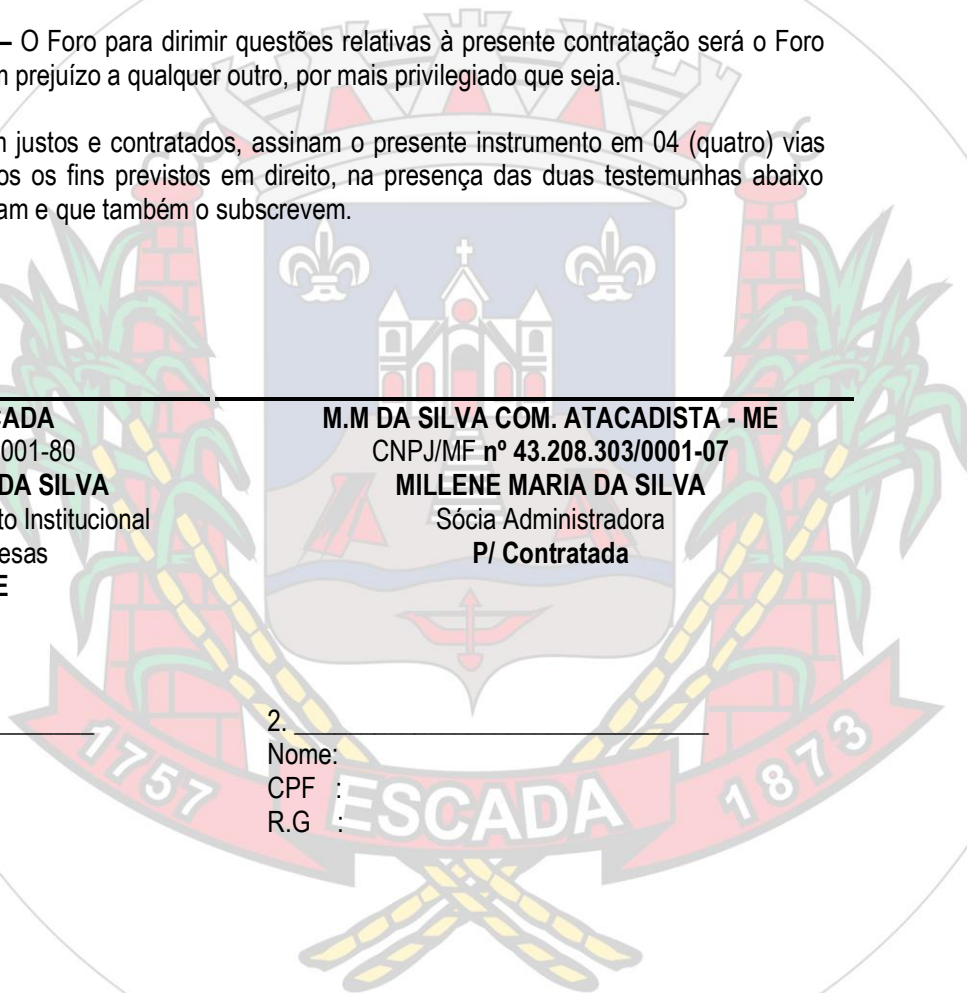 – O Foro para dirimir questões relativas à presente contratação será o Foro
prejuízo a qualquer outro, por mais privilegiado que seja.
justos e contratados, assinam o presente instrumento em 04 (quatro) vias
os fins previstos em direito, na presença das duas testemunhas abaixo
e que também o subscrevem.
M.M DA SILVA COM. ATACADISTA - ME
001-80
CNPJ/MF nº 43.208.303/0001-07
DA SILVA
MILLENE MARIA DA SILVA
to Institucional
Sócia Administradora
esas
P/ Contratada
E
2.
Nome:
CPF :
R.G :
1757 ESCADA 1873